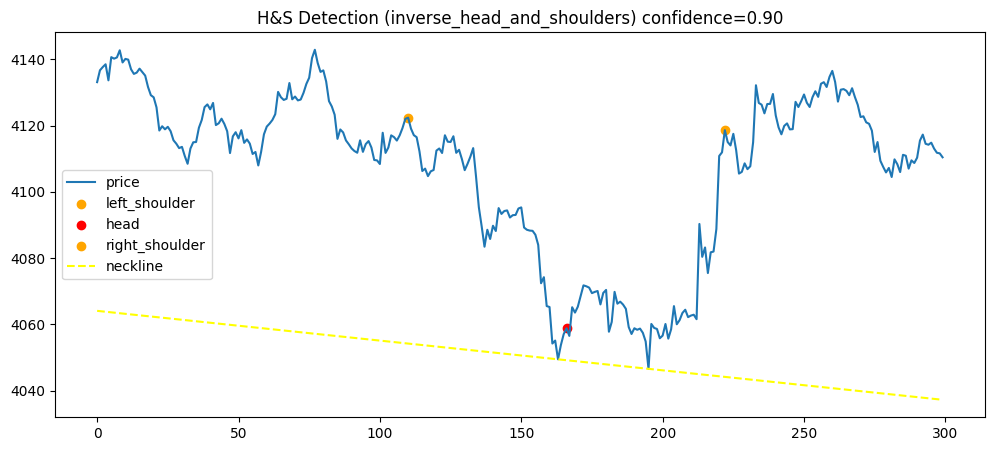 H&S Detection (inverse_head_and_shoulders) confidence=0.90
4140
4120
4100
4080
4060
4040
price
left_shoulder
head
right_shoulder
neckline
0
50
100
150
200
250
300